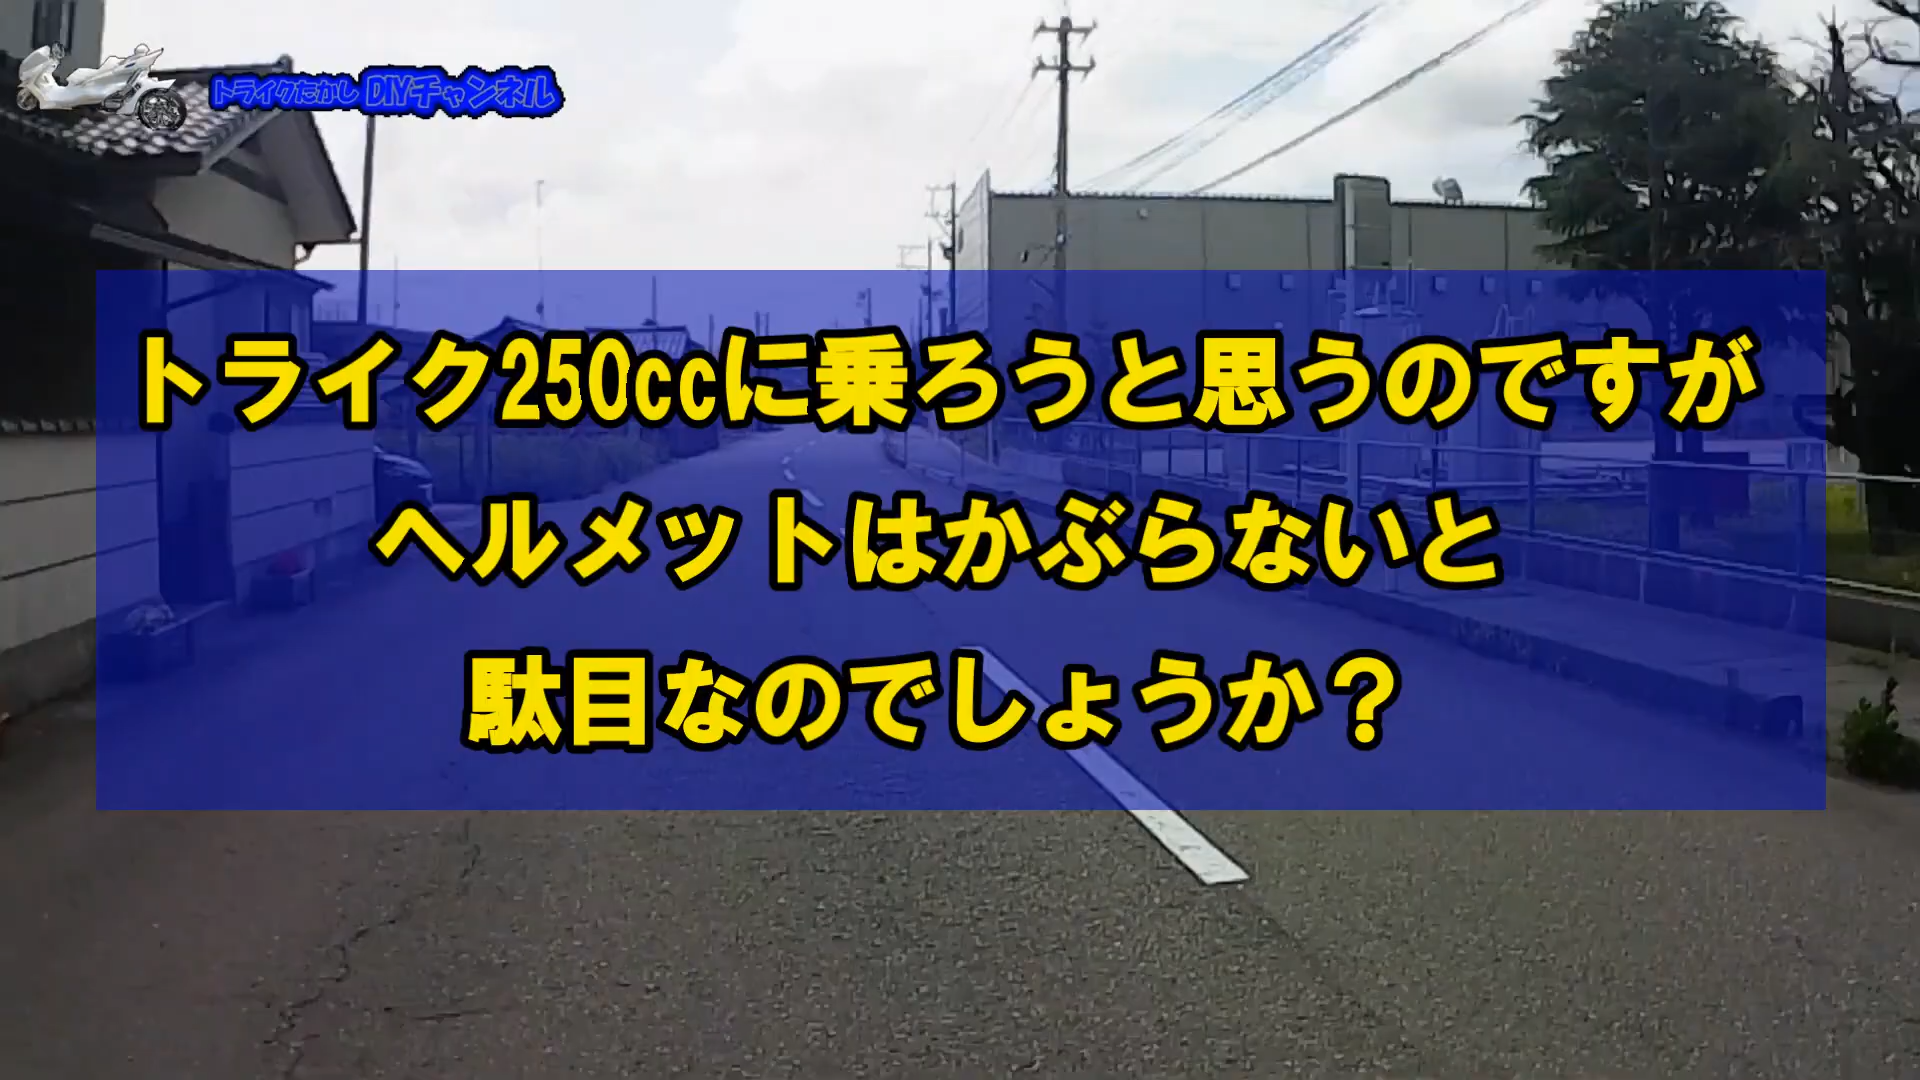 トライクたかし DIYチャンネル
トライク250ccに乗ろうと思うのですが
ヘルメットはかぶらないと
駄目なのでしょうか？